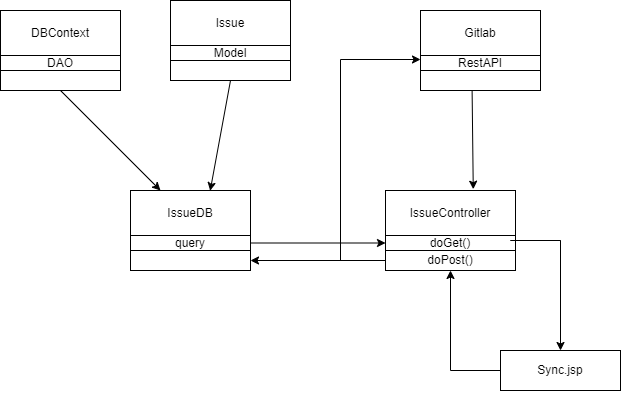 DBContext
DAO
Issue
Model
Gitlab
RestAPI
IssueDB
query
IssueController
doGet()
doPost()
Sync.jsp